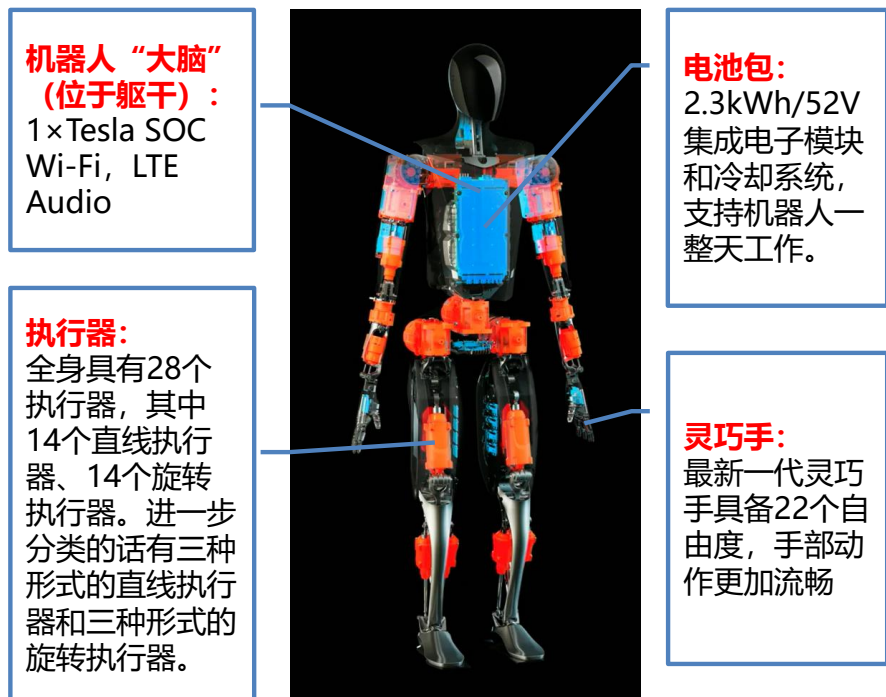 机器人“大脑”
（位于躯干）：
1×Tesla SOC
Wi-Fi，LTE
Audio
执行器：
全身具有28个
执行器，其中
14个直线执行
器、14个旋转
执行器。进一步
分类的话有三种
形式的直线执行
器和三种形式的
旋转执行器。
电池包：
2.3kWh/52V
集成电子模块
和冷却系统，
支持机器人一
整天工作。
灵巧手：
最新一代灵巧
手具备22个自
由度，手部动
作更加流畅